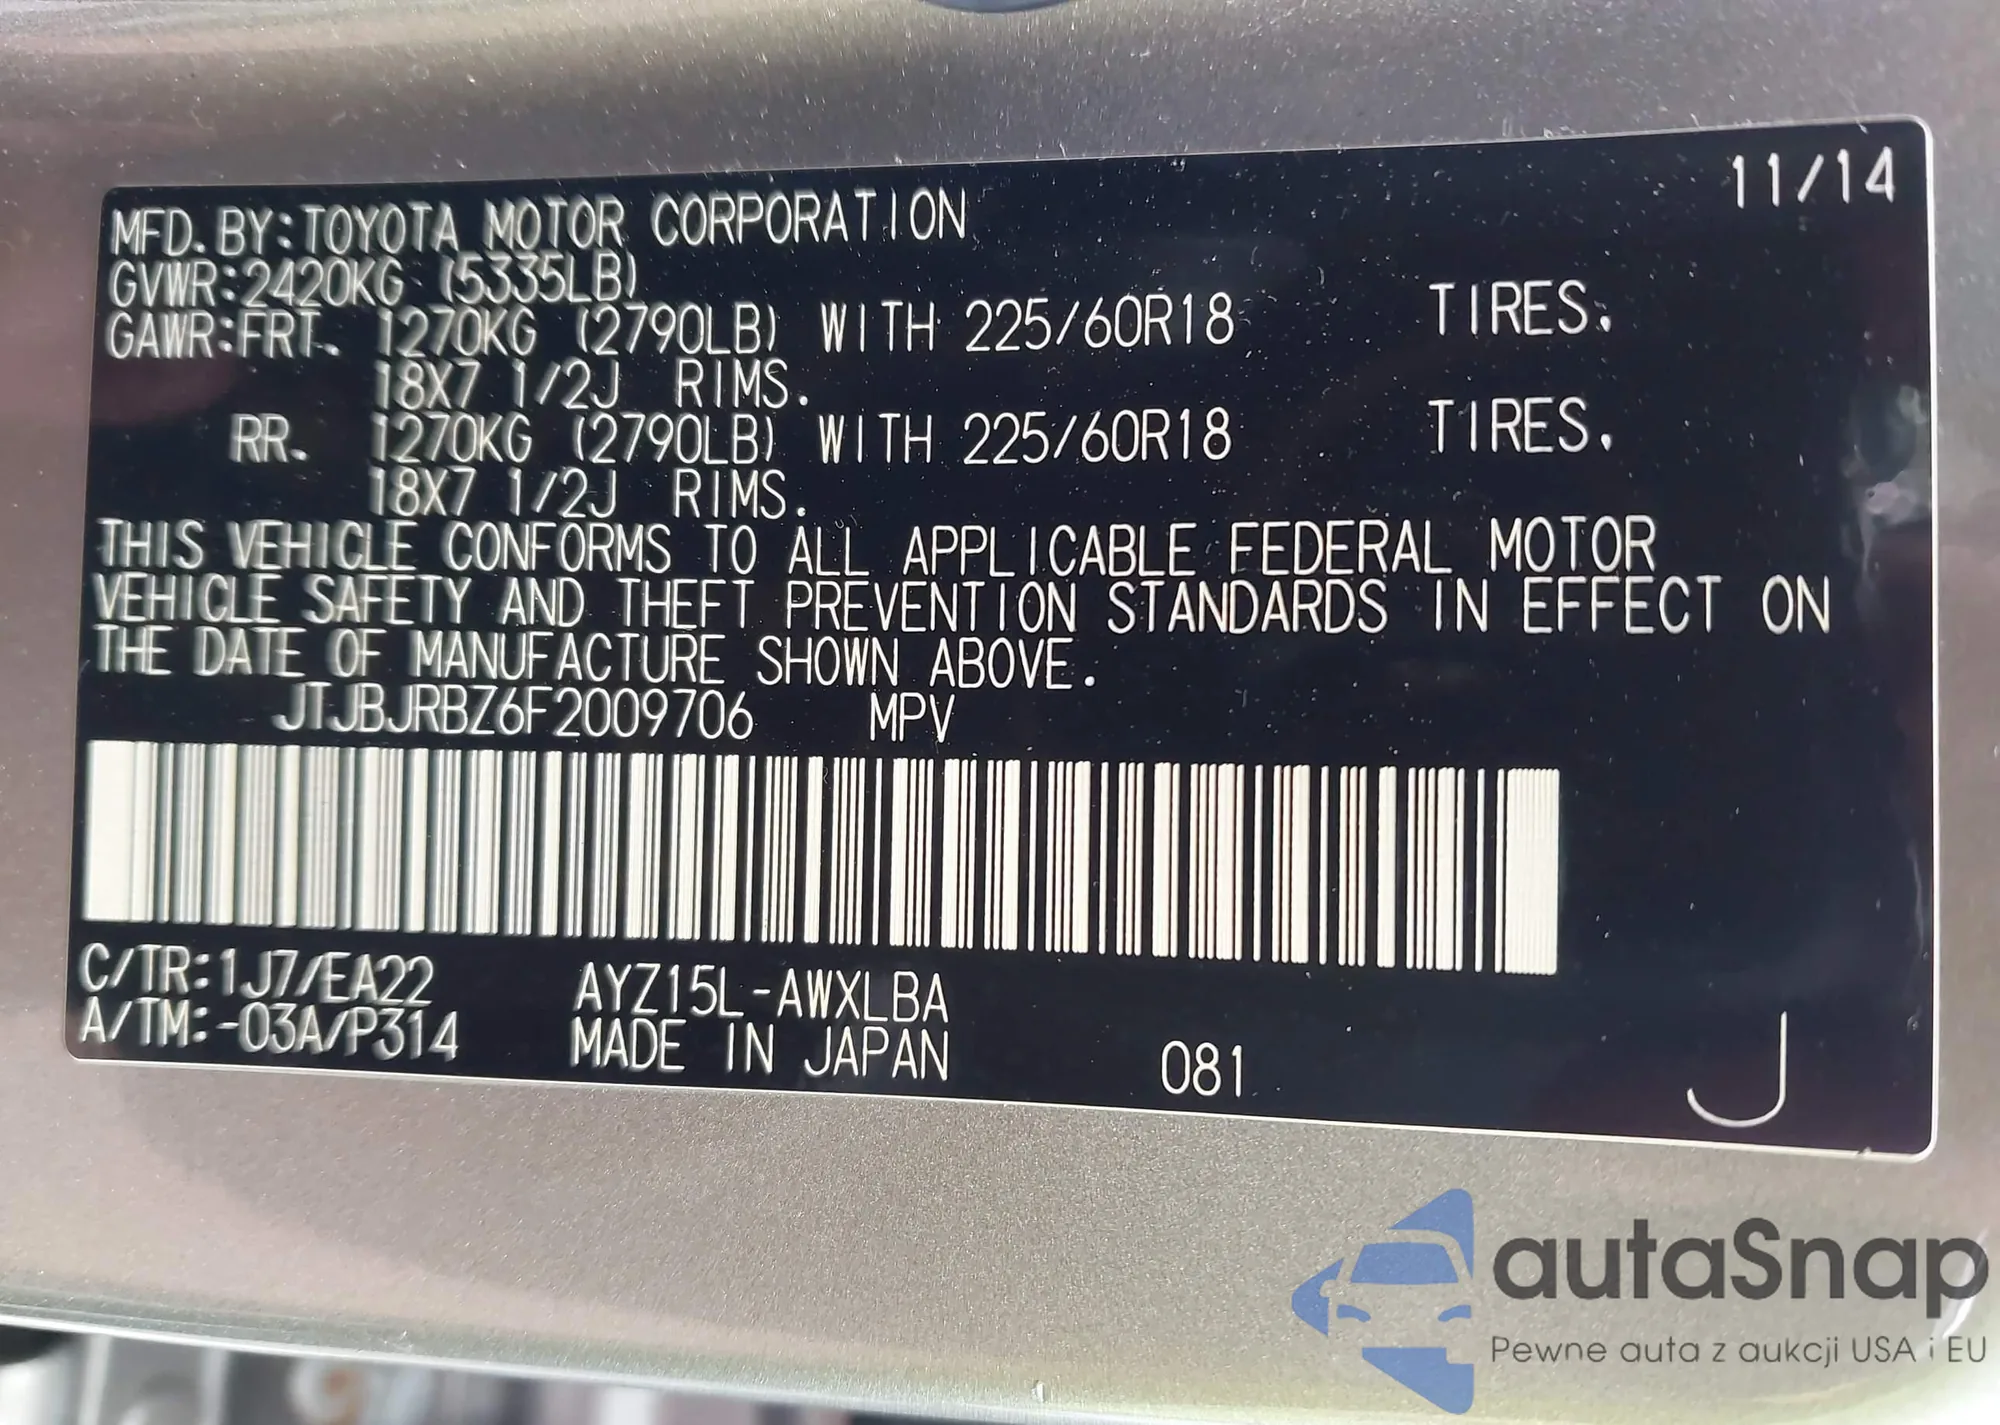 11/14
MFD. BY: TOYOTA MOTOR CORPORATION
GVWR: 2420KG (5335LB)
GAWR: FRT. 1270KG (2790LB) WITH 225/60R18 TIRES.
18X7 1/2J RIMS.
RR. 1270KG (2790LB) WITH 225/60R18 TIRES.
18X7 1/2J RIMS.
THIS VEHICLE CONFORMS TO ALL APPLICABLE FEDERAL MOTOR
VEHICLE SAFETY AND THEFT PREVENTION STANDARDS IN EFFECT ON
THE DATE OF MANUFACTURE SHOWN ABOVE.
JTJBJRBZ6F2009706 MPV
C/TR: 1J7/EA22 AYZ15L-AWXLBA
A/TM: -03A/P314 MADE IN JAPAN 081 J
autaSnap
Pewne auta z aukcji USA i EU